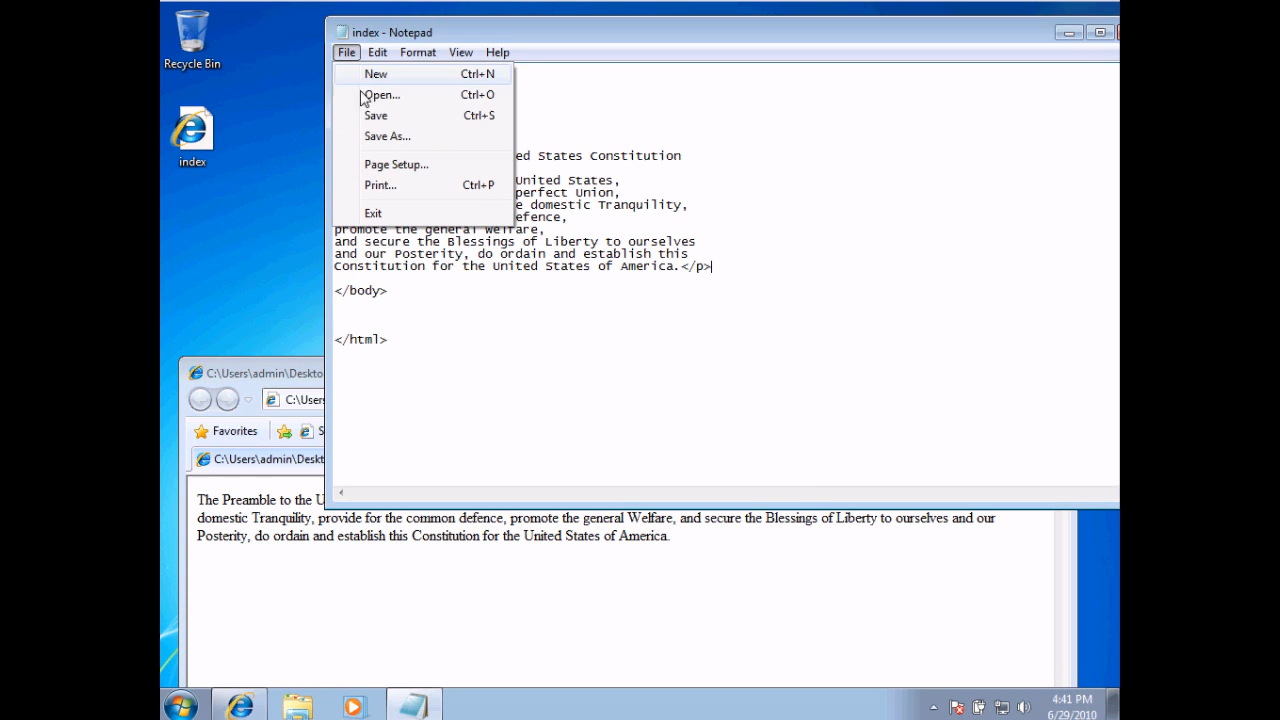 Recycle Bin
index
index - Notepad
File Edit Format View Help
New Ctrl+N
Open... Ctrl+O
Save Ctrl+S
Save As...
Page Setup...
Print... Ctrl+P
Exit
ed States Constitution
United States,
perfect Union,
e domestic Tranquility,
efence,
promote the general Welfare,
and secure the Blessings of Liberty to ourselves
and our Posterity, do ordain and establish this
Constitution for the United States of America.</p>
</body>
</html>
C:\Users\admin\Deskto
C:\Users
Favorites S
C:\Users\admin\Deskt
The Preamble to the U
domestic Tranquility, provide for the common defence, promote the general Welfare, and secure the Blessings of Liberty to ourselves and our
Posterity, do ordain and establish this Constitution for the United States of America.
4:41 PM
6/29/2010